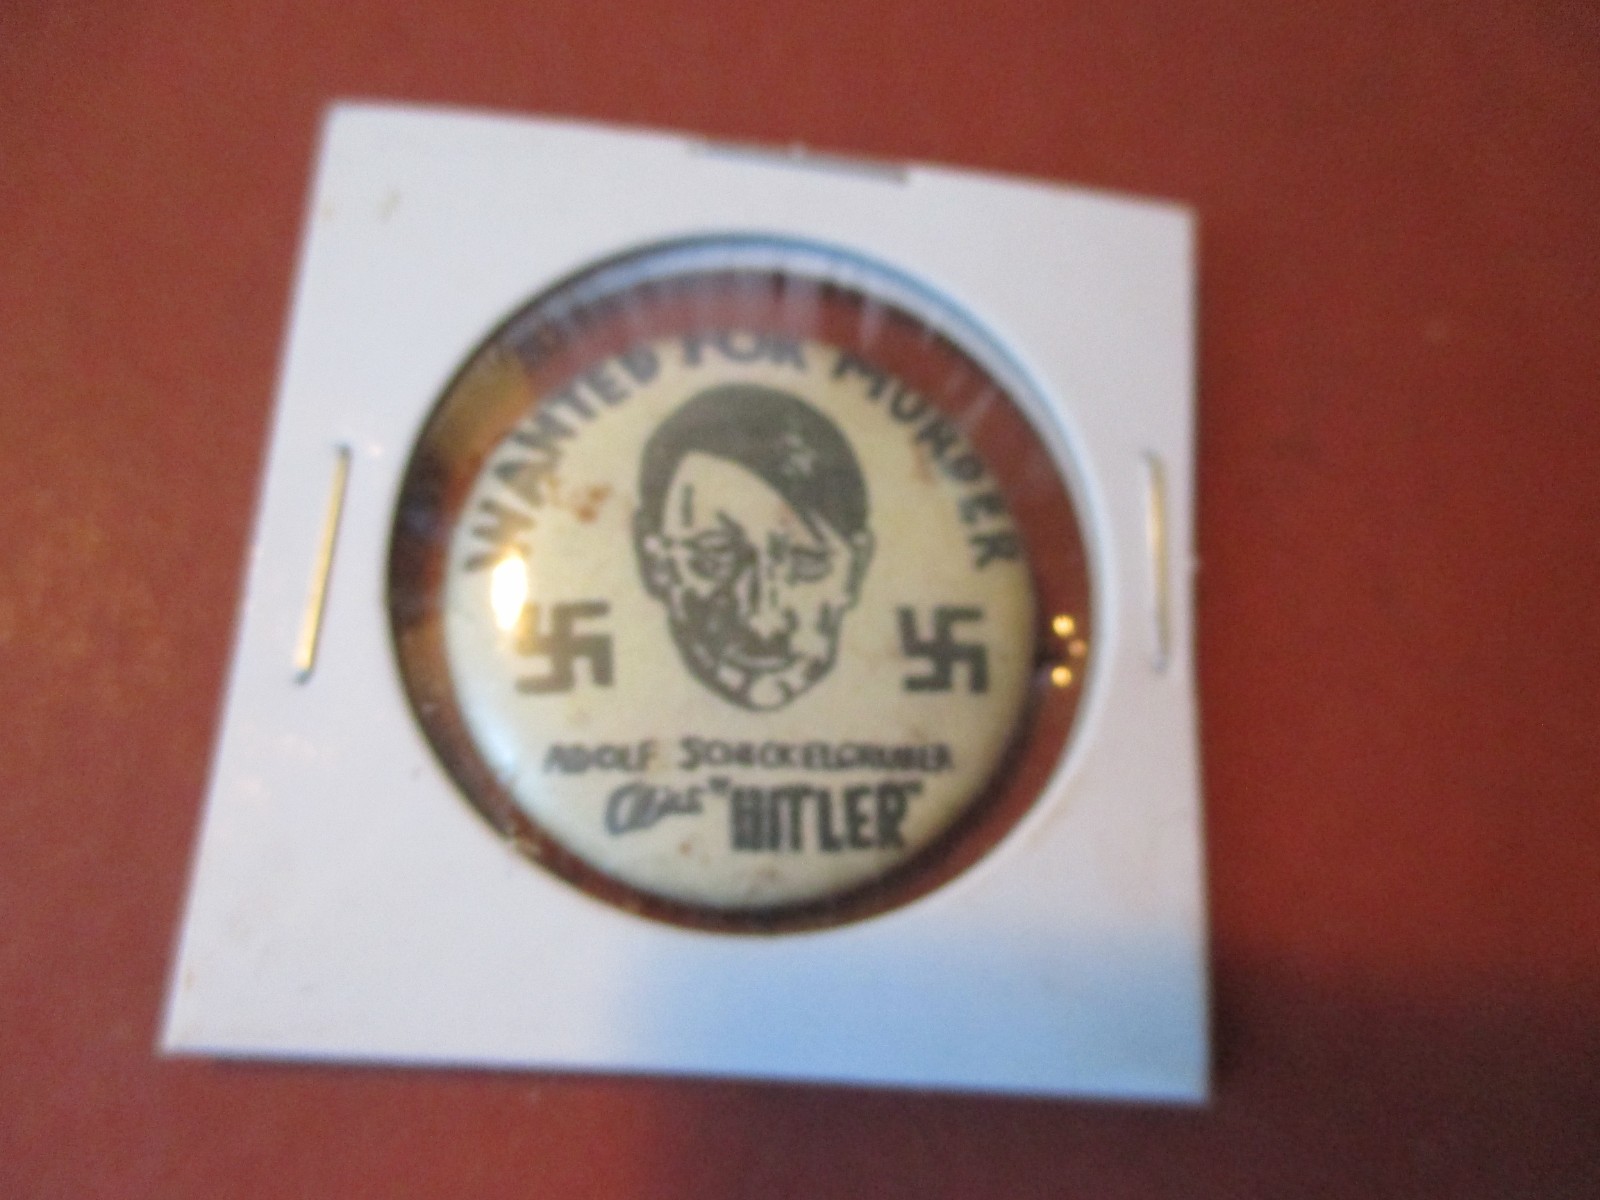 WANTED FOR MURDER
ADOLF SCHICKELGRUBER
Alias "HITLER"